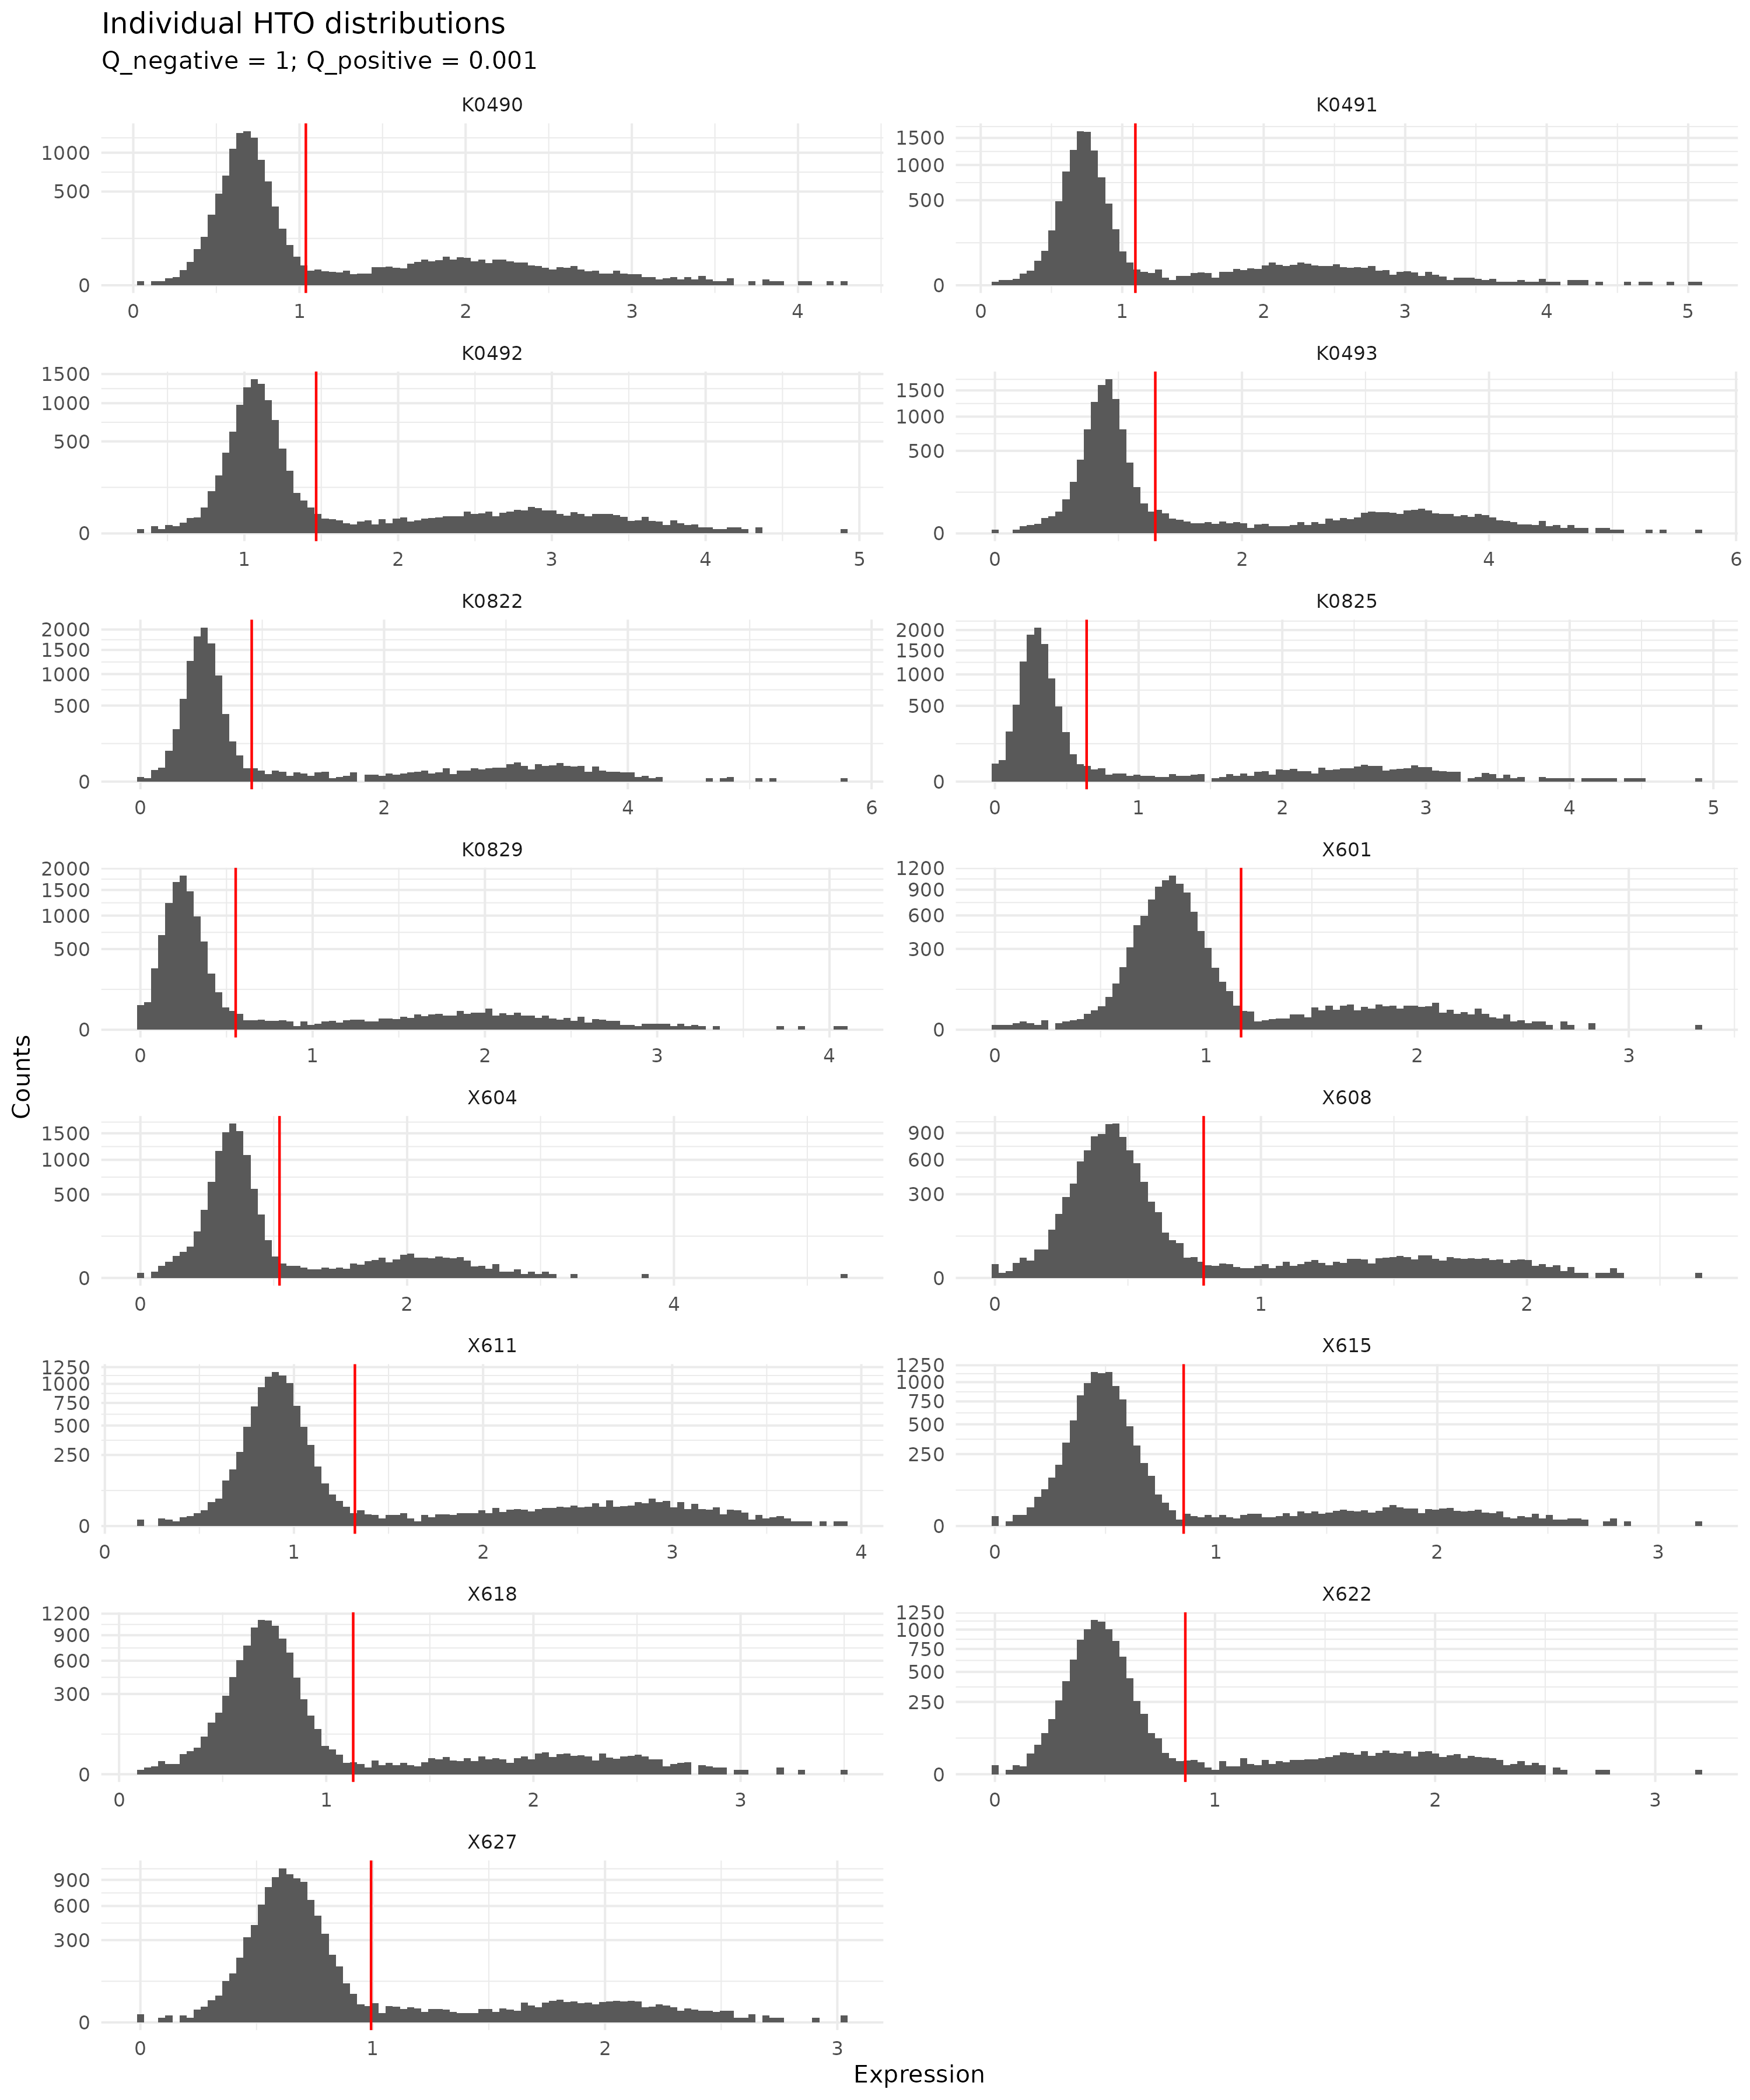 Individual HTO distributions
Q_negative = 1; Q_positive = 0.001
K0490
K0491
1000
500
0
0 1 2 3 4
1500
1000
500
0
0 1 2 3 4 5
K0492
K0493
1500
1000
500
0
1 2 3 4 5
1500
1000
500
0
0 2 4 6
K0822
K0825
2000
1500
1000
500
0
0 2 4 6
2000
1500
1000
500
0
0 1 2 3 4 5
K0829
X601
2000
1500
1000
500
0
0 1 2 3 4
1200
900
600
300
0
0 1 2 3
Counts
X604
X608
1500
1000
500
0
0 2 4
900
600
300
0
0 1 2
X611
X615
1250
1000
750
500
250
0
0 1 2 3 4
1250
1000
750
500
250
0
0 1 2 3
X618
X622
1200
900
600
300
0
0 1 2 3
1250
1000
750
500
250
0
0 1 2 3
X627
900
600
300
0
0 1 2 3
Expression